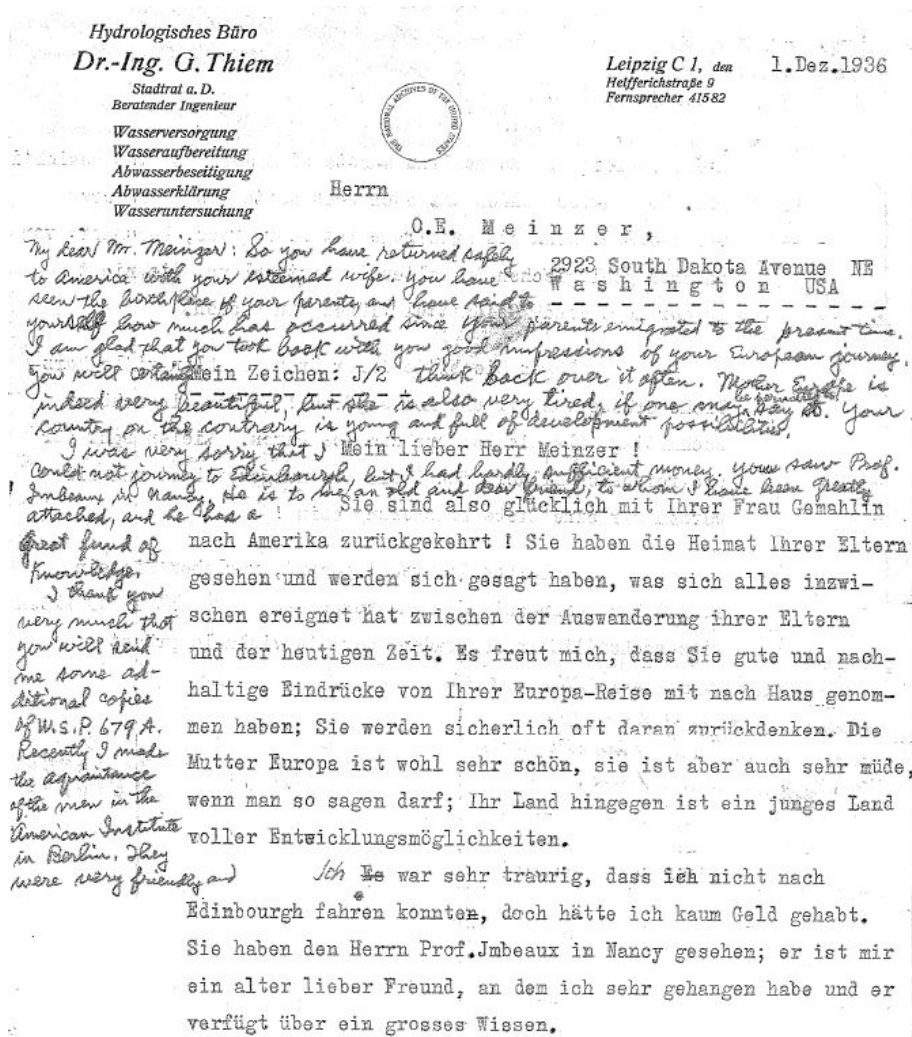 Hydrologisches Büro
Dr.-Ing. G. Thiem
Stadtrat a. D.
Beratender Ingenieur
Wasserversorgung
Wasseraufbereitung
Abwasserbeseitigung
Abwasserklärung
Wasseruntersuchung
Leipzig C 1, den 1.Dez.1936
Helfferichstraße 9
Fernsprecher 41582
THE NATIONAL ARCHIVES OF THE UNITED STATES
Herrn
O.E. Meinzer,
2923 South Dakota Avenue NE
Washington USA
My dear Mr. Meinzer: So you have returned safely
to America with your esteemed wife. You have
seen the birthplace of your parents, and have said to
yourself how much has occurred since your parents emigrated to the present time.
I am glad that you took back with you good impressions of your European journey.
You will certainly think back over it often. Mother Europe is
indeed very beautiful, but she is also very tired, if one may be permitted to say so. Your
country on the contrary is young and full of development possibilities.
I was very sorry that I
could not journey to Edinbourgh, but I had hardly sufficient money. You saw Prof.
Imbeaux in Nancy. He is to me an old and dear friend, to whom I have been greatly
attached, and he has a
great fund of
knowledge.
I thank you
very much that
you will send
me some ad-
ditional copies
of W.S.P. 679A.
Recently I made
the aquaintance
of the men in the
American Institute
in Berlin. They
were very friendly and
Mein Zeichen: J/2
Mein lieber Herr Meinzer !
Sie sind also glücklich mit Ihrer Frau Gemahlin
nach Amerika zurückgekehrt ! Sie haben die Heimat Ihrer Eltern
gesehen und werden sich gesagt haben, was sich alles inzwi-
schen ereignet hat zwischen der Auswanderung ihrer Eltern
und der heutigen Zeit. Es freut mich, dass Sie gute und nach-
haltige Eindrücke von Ihrer Europa-Reise mit nach Haus genom-
men haben; Sie werden sicherlich oft daran zurückdenken. Die
Mutter Europa ist wohl sehr schön, sie ist aber auch sehr müde,
wenn man so sagen darf; Ihr Land hingegen ist ein junges Land
voller Entwicklungsmöglichkeiten.
Ich Es war sehr traurig, dass ich nicht nach
Edinbourgh fahren konnten, doch hätte ich kaum Geld gehabt.
Sie haben den Herrn Prof.Jmbeaux in Nancy gesehen; er ist mir
ein alter lieber Freund, an dem ich sehr gehangen habe und er
verfügt über ein grosses Wissen.